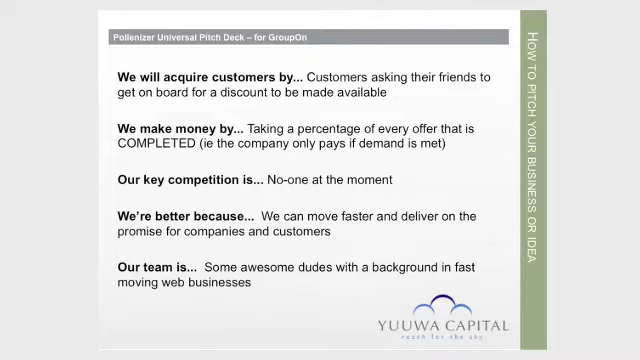 Pollenizer Universal Pitch Deck – for GroupOn
We will acquire customers by... Customers asking their friends to
get on board for a discount to be made available
We make money by... Taking a percentage of every offer that is
COMPLETED (ie the company only pays if demand is met)
Our key competition is... No-one at the moment
We're better because... We can move faster and deliver on the
promise for companies and customers
Our team is... Some awesome dudes with a background in fast
moving web businesses
YUUWA CAPITAL
reach for the sky
HOW TO PITCH YOUR BUSINESS OR IDEA